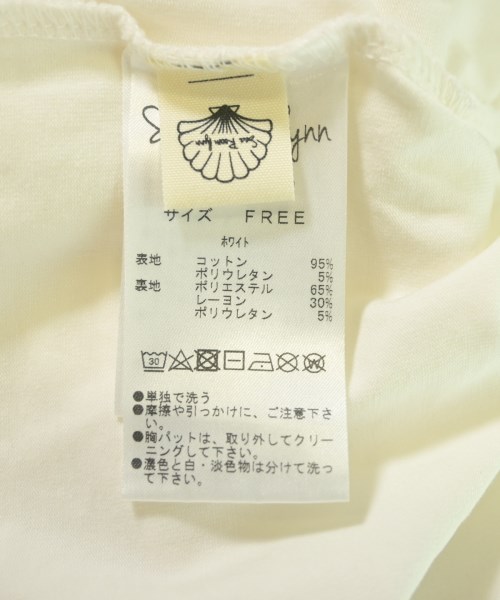 Sea Room lynn
ynn
サイズ FREE
ホワイト
表地 コットン 95%
ポリウレタン 5%
裏地 ポリエステル 65%
レーヨン 30%
ポリウレタン 5%
30
W
●単独で洗う
●摩擦や引っかけに、ご注意下さ
い。
●胸パットは、取り外してクリー
ニングして下さい。
●濃色と白・淡色物は分けて洗っ
て下さい。